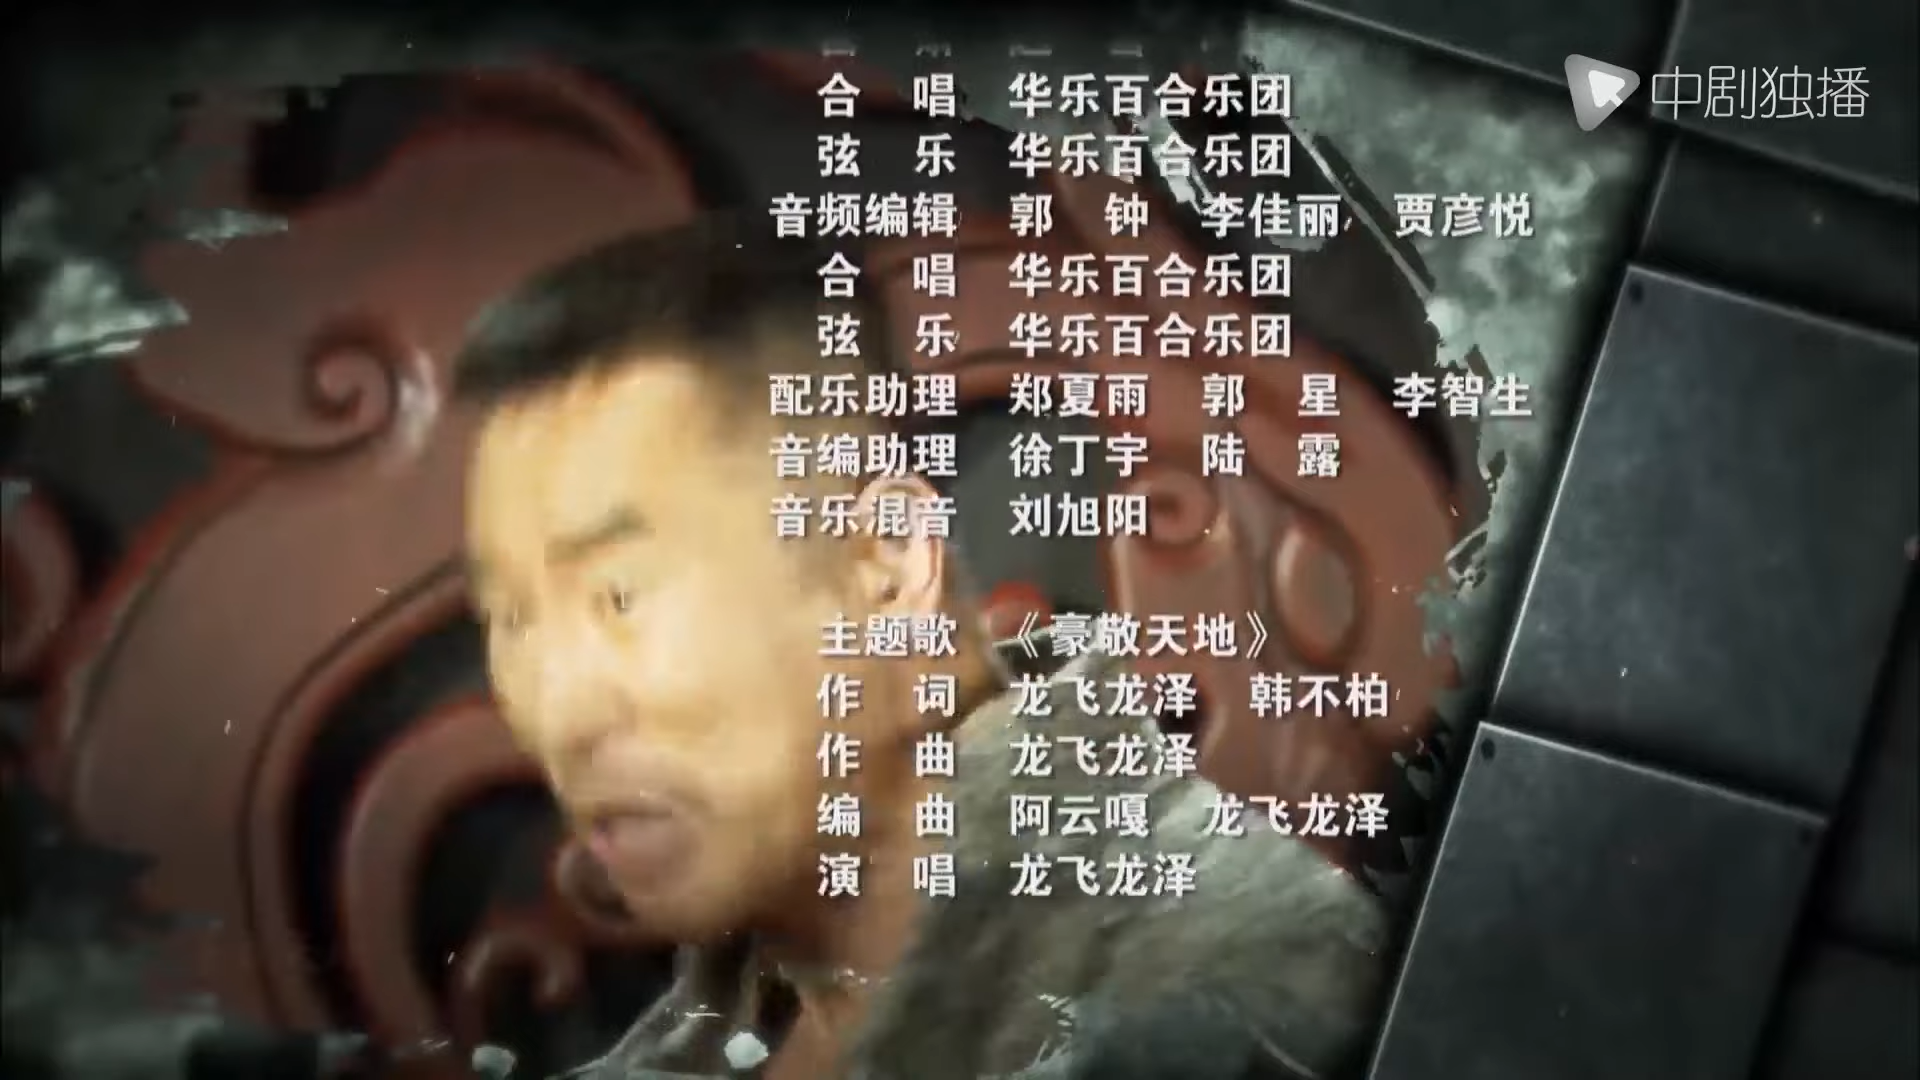 中剧独播
合 唱 华乐百合乐团
弦 乐 华乐百合乐团
音频编辑 郭 钟 李佳丽 贾彦悦
合 唱 华乐百合乐团
弦 乐 华乐百合乐团
配乐助理 郑夏雨 郭 星 李智生
音编助理 徐丁宇 陆 露
音乐混音 刘旭阳
主题歌 《豪敬天地》
作 词 龙飞龙泽 韩不柏
作 曲 龙飞龙泽
编 曲 阿云嘎 龙飞龙泽
演 唱 龙飞龙泽